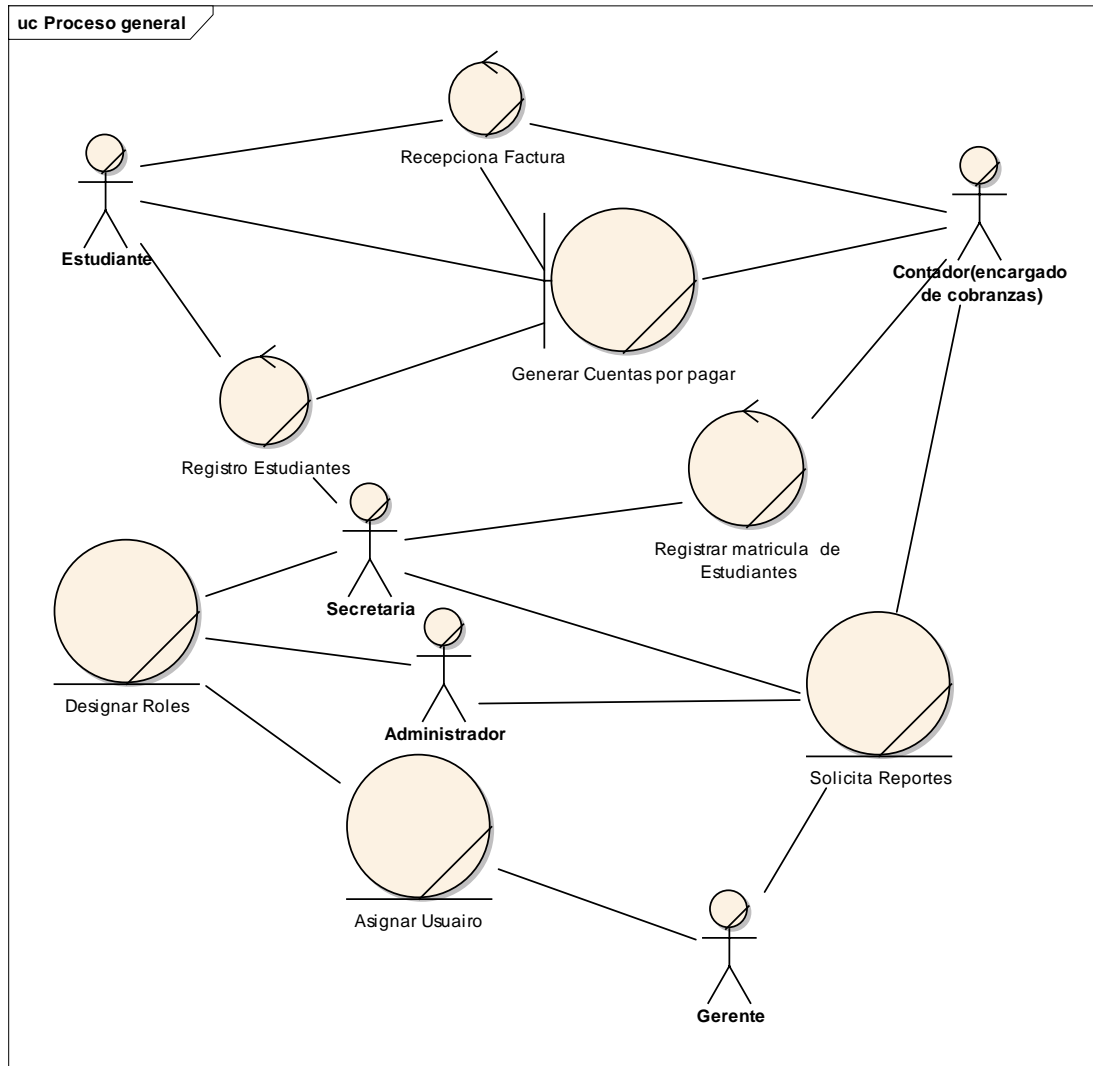 uc Proceso general
Recepciona Factura
Estudiante
Contador(encargado
de cobranzas)
Generar Cuentas por pagar
Registro Estudiantes
Registrar matricula de
Estudiantes
Secretaria
Designar Roles
Administrador
Solicita Reportes
Asignar Usuairo
Gerente